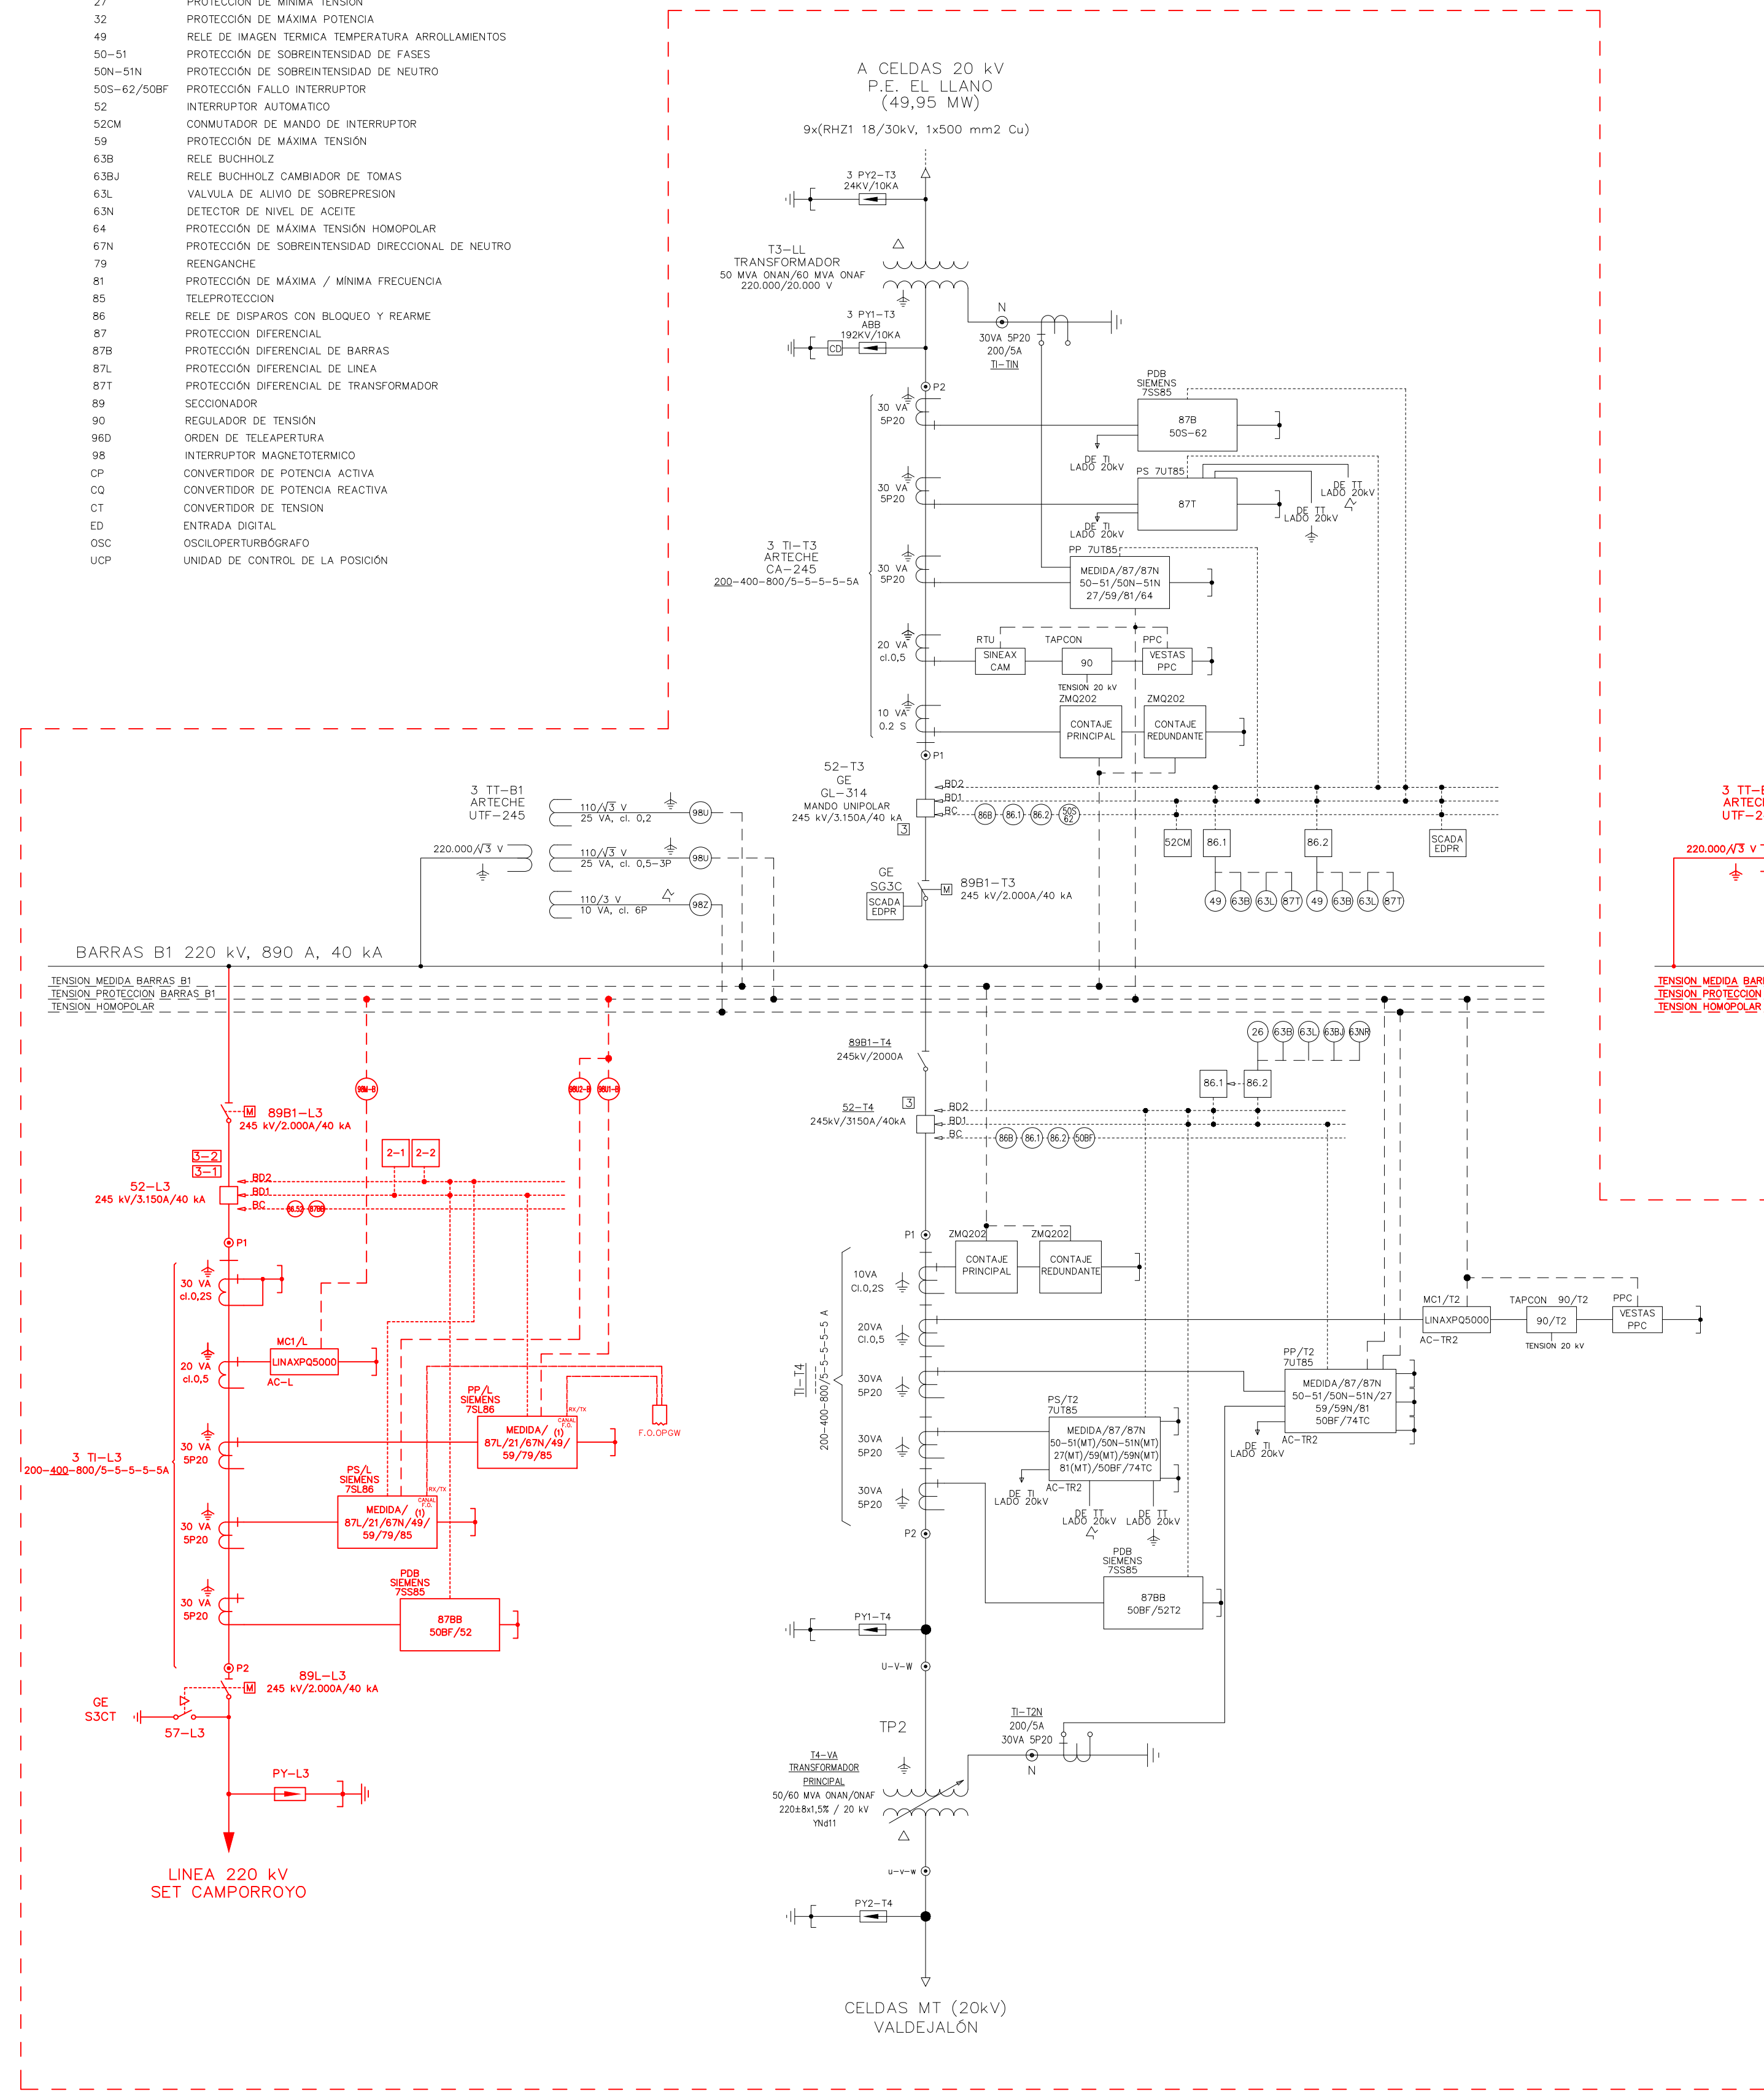 27 PROTECCIÓN DE MÍNIMA TENSIÓN
32 PROTECCIÓN DE MÁXIMA POTENCIA
49 RELE DE IMAGEN TERMICA TEMPERATURA ARROLLAMIENTOS
50-51 PROTECCIÓN DE SOBREINTENSIDAD DE FASES
50N-51N PROTECCIÓN DE SOBREINTENSIDAD DE NEUTRO
50S-62/50BF PROTECCIÓN FALLO INTERRUPTOR
52 INTERRUPTOR AUTOMATICO
52CM CONMUTADOR DE MANDO DE INTERRUPTOR
59 PROTECCIÓN DE MÁXIMA TENSIÓN
63B RELE BUCHHOLZ
63BJ RELE BUCHHOLZ CAMBIADOR DE TOMAS
63L VALVULA DE ALIVIO DE SOBREPRESION
63N DETECTOR DE NIVEL DE ACEITE
64 PROTECCIÓN DE MÁXIMA TENSIÓN HOMOPOLAR
67N PROTECCIÓN DE SOBREINTENSIDAD DIRECCIONAL DE NEUTRO
79 REENGANCHE
81 PROTECCIÓN DE MÁXIMA / MÍNIMA FRECUENCIA
85 TELEPROTECCION
86 RELE DE DISPAROS CON BLOQUEO Y REARME
87 PROTECCION DIFERENCIAL
87B PROTECCIÓN DIFERENCIAL DE BARRAS
87L PROTECCIÓN DIFERENCIAL DE LINEA
87T PROTECCIÓN DIFERENCIAL DE TRANSFORMADOR
89 SECCIONADOR
90 REGULADOR DE TENSIÓN
96D ORDEN DE TELEAPERTURA
98 INTERRUPTOR MAGNETOTERMICO
CP CONVERTIDOR DE POTENCIA ACTIVA
CQ CONVERTIDOR DE POTENCIA REACTIVA
CT CONVERTIDOR DE TENSION
ED ENTRADA DIGITAL
OSC OSCILOPERTURBÓGRAFO
UCP UNIDAD DE CONTROL DE LA POSICIÓN
A CELDAS 20 kV
P.E. EL LLANO
(49,95 MW)
9x(RHZ1 18/30kV, 1x500 mm2 Cu)
3 PY2-T3
24KV/10KA
T3-LL
TRANSFORMADOR
50 MVA ONAN/60 MVA ONAF
220.000/20.000 V
3 PY1-T3
ABB
192KV/10KA
CD
N
30VA 5P20
200/5A
TI-TIN
P2
30 VA
5P20
PDB
SIEMENS
7SS85
87B
50S-62
DE TI
LADO 20kV
30 VA
5P20
PS 7UT85
87T
DE TI
LADO 20kV
DE TT
LADO 20kV
DE TT
LADO 20kV
3 TI-T3
ARTECHE
CA-245
200-400-800/5-5-5-5-5A
30 VA
5P20
PP 7UT85
MEDIDA/87/87N
50-51/50N-51N
27/59/81/64
20 VA
cl.0,5
RTU
SINEAX
CAM
TAPCON
90
TENSION 20 kV
PPC
VESTAS
PPC
10 VA
0.2 S
ZMQ202
CONTAJE
PRINCIPAL
ZMQ202
CONTAJE
REDUNDANTE
P1
52-T3
GE
GL-314
MANDO UNIPOLAR
245 kV/3.150A/40 kA
3
BD2
BD1
BC
86B 86.1 86.2 50S 62
52CM
86.1
86.2
SCADA
EDPR
49 63B 63L 87T 49 63B 63L 87T
GE
SG3C
SCADA
EDPR
M
89B1-T3
245 kV/2.000A/40 kA
3 TT-B1
ARTECHE
UTF-245
220.000/√3 V
110/√3 V
25 VA, cl. 0,2
98U
110/√3 V
25 VA, cl. 0,5-3P
98U
110/3 V
10 VA, cl. 6P
98Z
BARRAS B1 220 kV, 890 A, 40 kA
TENSION MEDIDA BARRAS B1
TENSION PROTECCION BARRAS B1
TENSION HOMOPOLAR
3 TT-
ARTEC
UTF-2
220.000/√3 V
TENSION MEDIDA BAR
TENSION PROTECCION
TENSION HOMOPOLAR
98M-B
98U2-B
98U1-B
M
89B1-L3
245 kV/2.000A/40 kA
3-2
3-1
2-1
2-2
52-L3
245 kV/3.150A/40 kA
BD2
BD1
BC
86.52 87BB
P1
30 VA
cl.0,2S
20 VA
cl.0,5
MC1/L
LINAXPQ5000
AC-L
3 TI-L3
200-400-800/5-5-5-5-5A
30 VA
5P20
PP/L
SIEMENS
7SL86
CANAL
F.O.
RX/TX
MEDIDA/ (1)
87L/21/67N/49/
59/79/85
F.O.OPGW
30 VA
5P20
PS/L
SIEMENS
7SL86
CANAL
F.O.
RX/TX
MEDIDA/ (1)
87L/21/67N/49/
59/79/85
30 VA
5P20
PDB
SIEMENS
7SS85
87BB
50BF/52
P2
89L-L3
245 kV/2.000A/40 kA
M
GE
S3CT
57-L3
PY-L3
LINEA 220 kV
SET CAMPORROYO
89B1-T4
245kV/2000A
26 63B 63L 63BJ 63NR
86.1
86.2
52-T4
245kV/3150A/40kA
3
BD2
BD1
BC
86B 86.1 86.2 50BF
P1
TI-T4
200-400-800/5-5-5-5-5 A
10VA
Cl.0,2S
ZMQ202
CONTAJE
PRINCIPAL
ZMQ202
CONTAJE
REDUNDANTE
20VA
Cl.0,5
MC1/T2
LINAXPQ5000
AC-TR2
TAPCON 90/T2
90/T2
TENSION 20 kV
PPC
VESTAS
PPC
30VA
5P20
PP/T2
7UT85
MEDIDA/87/87N
50-51/50N-51N/27
59/59N/81
50BF/74TC
AC-TR2
DE TI
LADO 20kV
30VA
5P20
PS/T2
7UT85
MEDIDA/87/87N
50-51(MT)/50N-51N(MT)
27(MT)/59(MT)/59N(MT)
81(MT)/50BF/74TC
AC-TR2
DE TI
LADO 20kV
DE TT
LADO 20kV
DE TT
LADO 20kV
30VA
5P20
P2
PDB
SIEMENS
7SS85
87BB
50BF/52T2
PY1-T4
U-V-W
TP2
TI-T2N
200/5A
30VA 5P20
N
T4-VA
TRANSFORMADOR
PRINCIPAL
50/60 MVA ONAN/ONAF
220±8x1,5% / 20 kV
YNd11
u-v-w
PY2-T4
CELDAS MT (20kV)
VALDEJALÓN